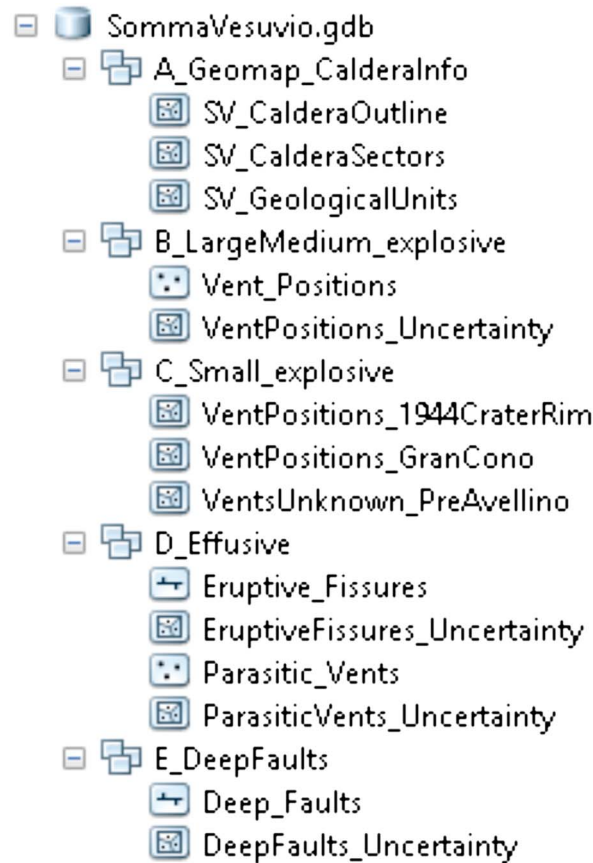 SommaVesuvio.gdb
A_Geomap_CalderaInfo
SV_CalderaOutline
SV_CalderaSectors
SV_GeologicalUnits
B_LargeMedium_explosive
Vent_Positions
VentPositions_Uncertainty
C_Small_explosive
VentPositions_1944CraterRim
VentPositions_GranCono
VentsUnknown_PreAvellino
D_Effusive
Eruptive_Fissures
EruptiveFissures_Uncertainty
Parasitic_Vents
ParasiticVents_Uncertainty
E_DeepFaults
Deep_Faults
DeepFaults_Uncertainty